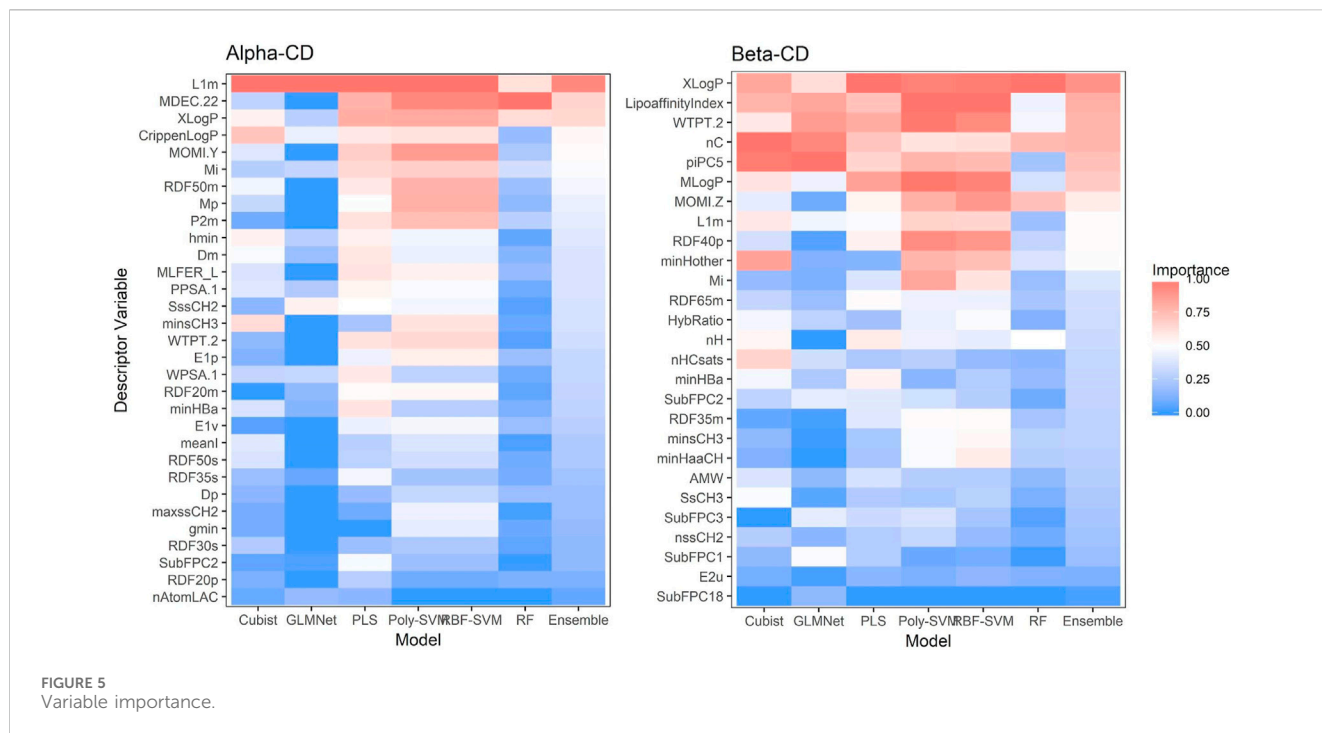 Alpha-CD
Descriptor Variable
L1m
MDEC.22
XLogP
CrippenLogP
MOMI.Y
Mi
RDF50m
Mp
P2m
hmin
Dm
MLFER_L
PPSA.1
SssCH2
minsCH3
WTPT.2
E1p
WPSA.1
RDF20m
minHBa
E1v
meanI
RDF50s
RDF35s
Dp
maxssCH2
gmin
RDF30s
SubFPC2
RDF20p
nAtomLAC
Cubist GLMNet PLS Poly-SVM RBF-SVM RF Ensemble
Model
Beta-CD
XLogP
LipoaffinityIndex
WTPT.2
nC
piPC5
MLogP
MOMI.Z
L1m
RDF40p
minHother
Mi
RDF65m
HybRatio
nH
nHCsats
minHBa
SubFPC2
RDF35m
minsCH3
minHaaCH
AMW
SsCH3
SubFPC3
nssCH2
SubFPC1
E2u
SubFPC18
Cubist GLMNet PLS Poly-SVM RBF-SVM RF Ensemble
Model
Importance
1.00
0.75
0.50
0.25
0.00
FIGURE 5
Variable importance.